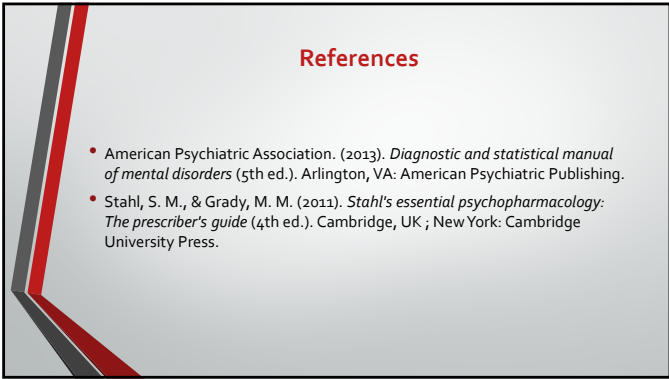 References
• American Psychiatric Association. (2013). Diagnostic and statistical manual
of mental disorders (5th ed.). Arlington, VA: American Psychiatric Publishing.
• Stahl, S. M., & Grady, M. M. (2011). Stahl's essential psychopharmacology:
The prescriber's guide (4th ed.). Cambridge, UK ; New York: Cambridge
University Press.